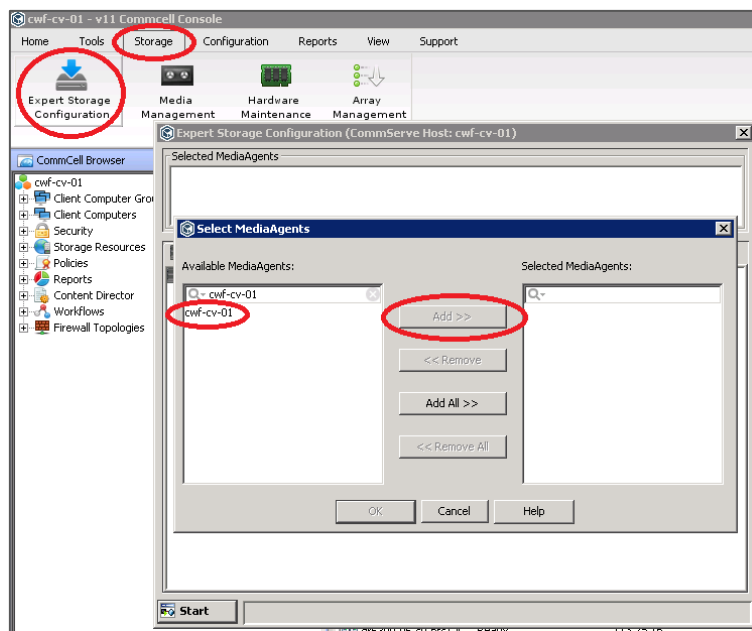 cwf-cv-01 - v11 Commcell Console
Home Tools Storage Configuration Reports View Support
Expert Storage Configuration
Media Management
Hardware Maintenance
Array Management
Expert Storage Configuration (CommServe Host: cwf-cv-01)
CommCell Browser
Selected MediaAgents
cwf-cv-01
Client Computer Grou
Client Computers
Security
Storage Resources
Policies
Reports
Content Director
Workflows
Firewall Topologies
Select MediaAgents
Available MediaAgents:
Selected MediaAgents:
cwf-cv-01
cwf-cv-01
Add >>
<< Remove
Add All >>
<< Remove All
OK Cancel Help
Start